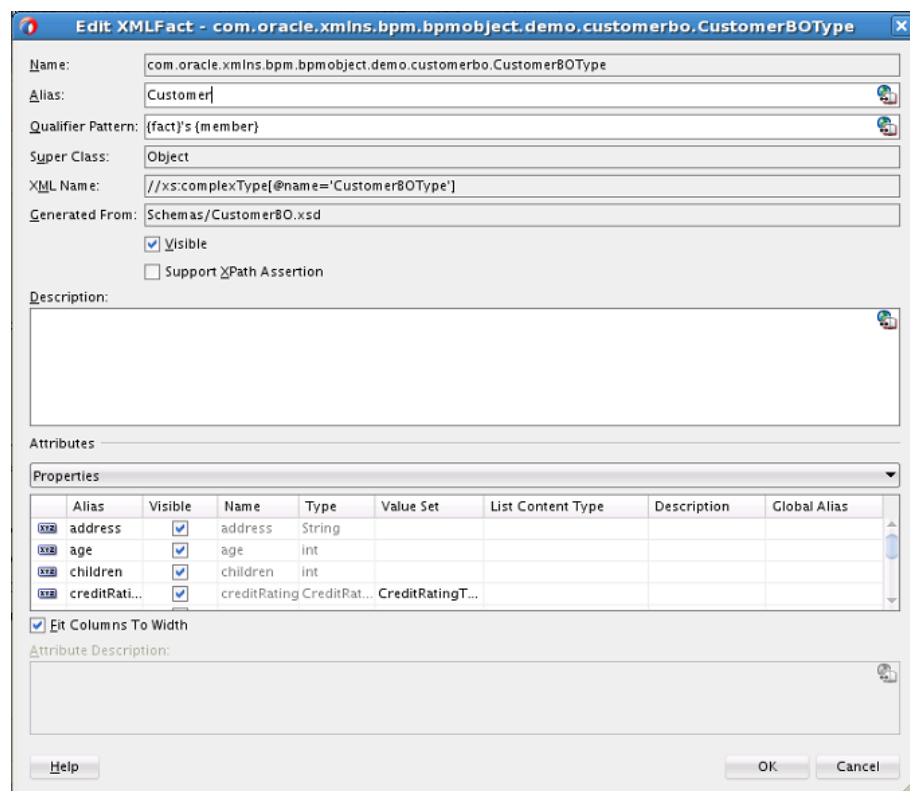 Edit XMLFact - com.oracle.xmlns.bpm.bpmobject.demo.customerbo.CustomerBOType
Name: com.oracle.xmlns.bpm.bpmobject.demo.customerbo.CustomerBOType
Alias: Customer
Qualifier Pattern: {fact}'s {member}
Super Class: Object
XML Name: //xs:complexType[@name='CustomerBOType']
Generated From: Schemas/CustomerBO.xsd
Visible
Support XPath Assertion
Description:
Attributes
Properties
Alias Visible Name Type Value Set List Content Type Description Global Alias
XYZ address address String
XYZ age age int
XYZ children children int
XYZ creditRati... creditRating CreditRat... CreditRatingT...
Fit Columns To Width
Attribute Description:
Help OK Cancel